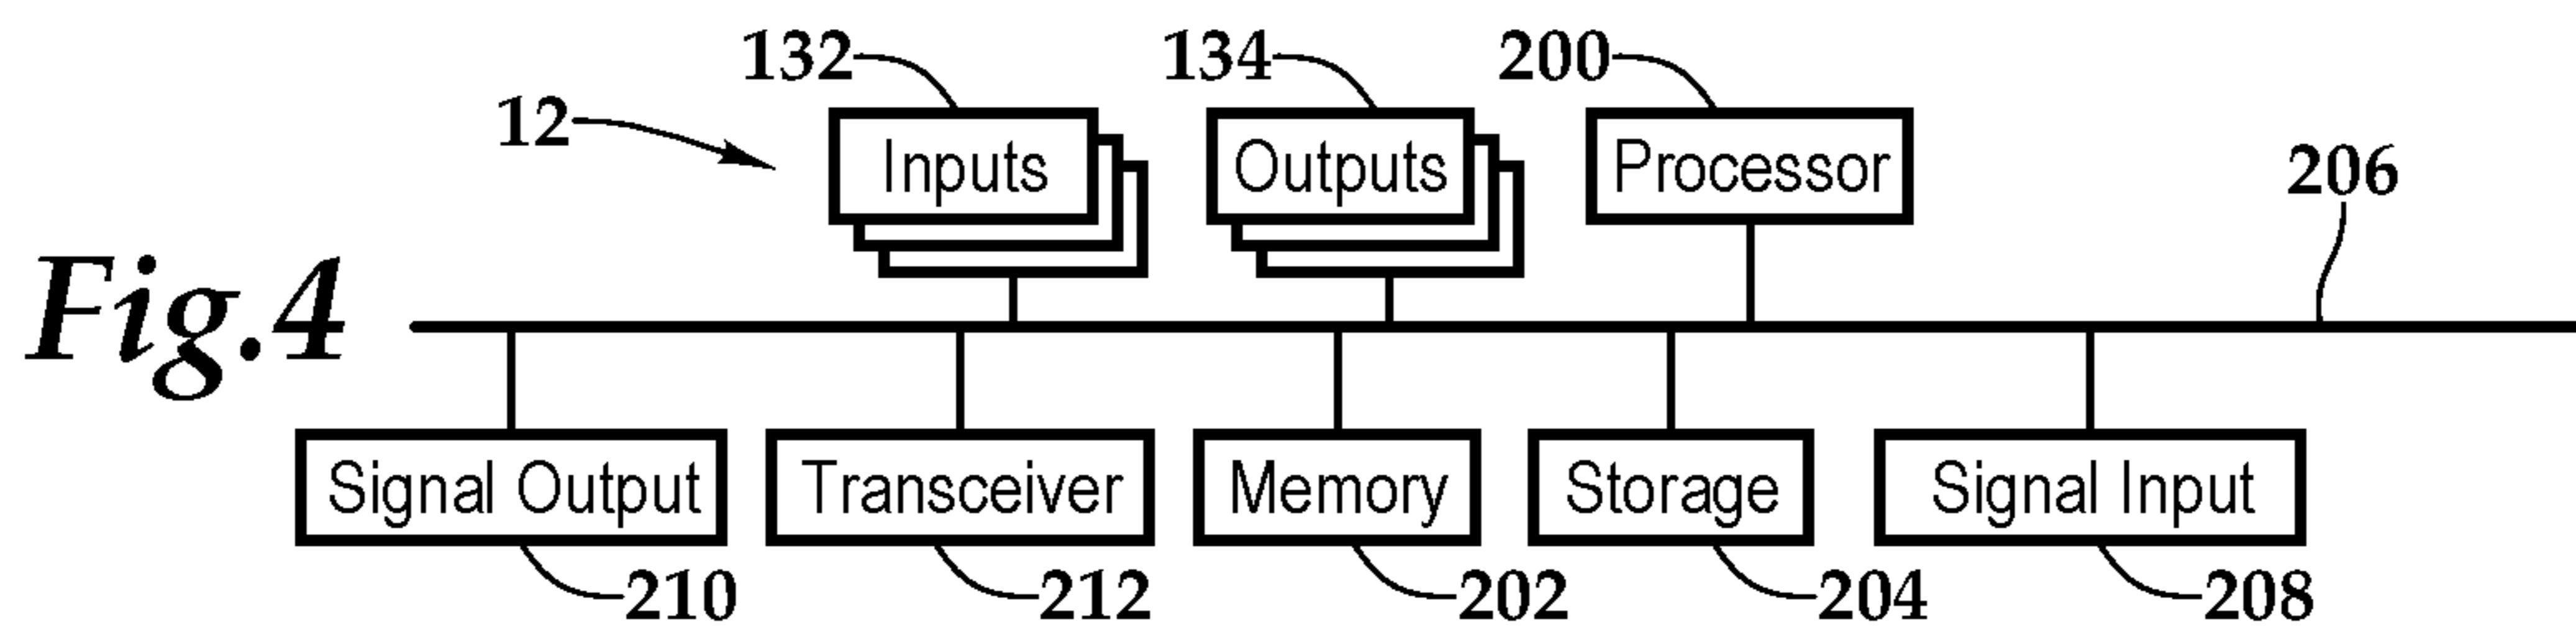 132 134 200
12
Inputs Outputs Processor
206
Fig.4
Signal Output Transceiver Memory Storage Signal Input
210 212 202 204 208